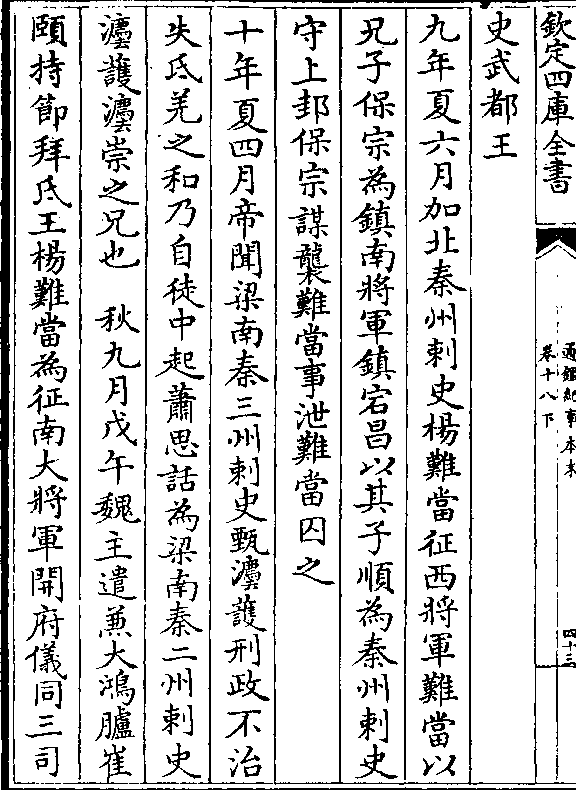 欽定四庫全書
通鑑紀事本末
卷十八下
四十三
史武都王
九年夏六月加北秦州刺史楊難當征西將軍難當以
兄子保宗為鎮南將軍鎮宕昌以其子順為秦州刺史
守上邽保宗謀襲難當事泄難當囚之
十年夏四月帝聞梁南秦三州刺史甄灋護刑政不治
失氐羌之和乃自徒中起蕭思話為梁南秦二州刺史
灋護灋崇之兄也　秋九月戊午魏主遣兼大鴻臚崔
頤持節拜氐王楊難當為征南大將軍開府儀同三司